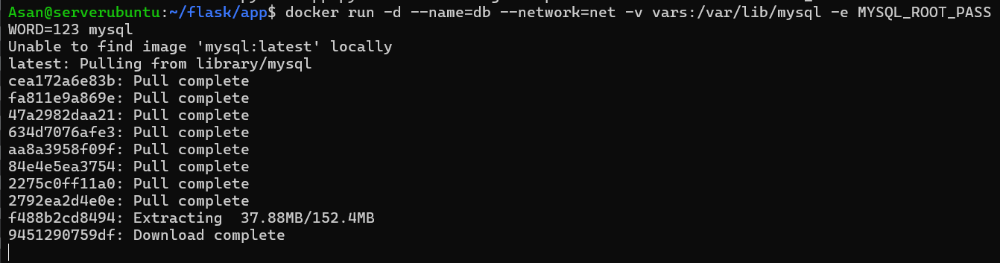 Asan@serverubuntu:~/flask/app$ docker run -d --name=db --network=net -v vars:/var/lib/mysql -e MYSQL_ROOT_PASS
WORD=123 mysql
Unable to find image 'mysql:latest' locally
latest: Pulling from library/mysql
cea172a6e83b: Pull complete
fa811e9a869e: Pull complete
47a2982daa21: Pull complete
634d7076afe3: Pull complete
aa8a3958f09f: Pull complete
84e4e5ea3754: Pull complete
2275c0ff11a0: Pull complete
2792ea2d4e0e: Pull complete
f488b2cd8494: Extracting  37.88MB/152.4MB
9451290759df: Download complete